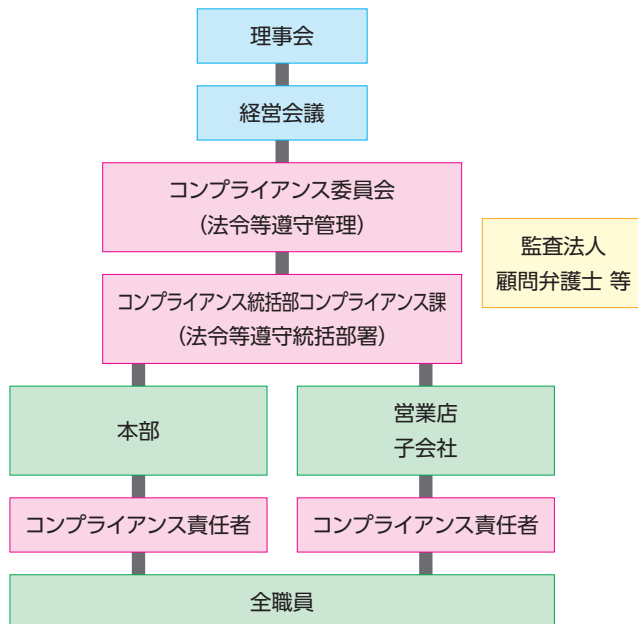 理事会
経営会議
コンプライアンス委員会
(法令等遵守管理)
監査法人
顧問弁護士 等
コンプライアンス統括部コンプライアンス課
(法令等遵守統括部署)
本部
営業店
子会社
コンプライアンス責任者
コンプライアンス責任者
全職員